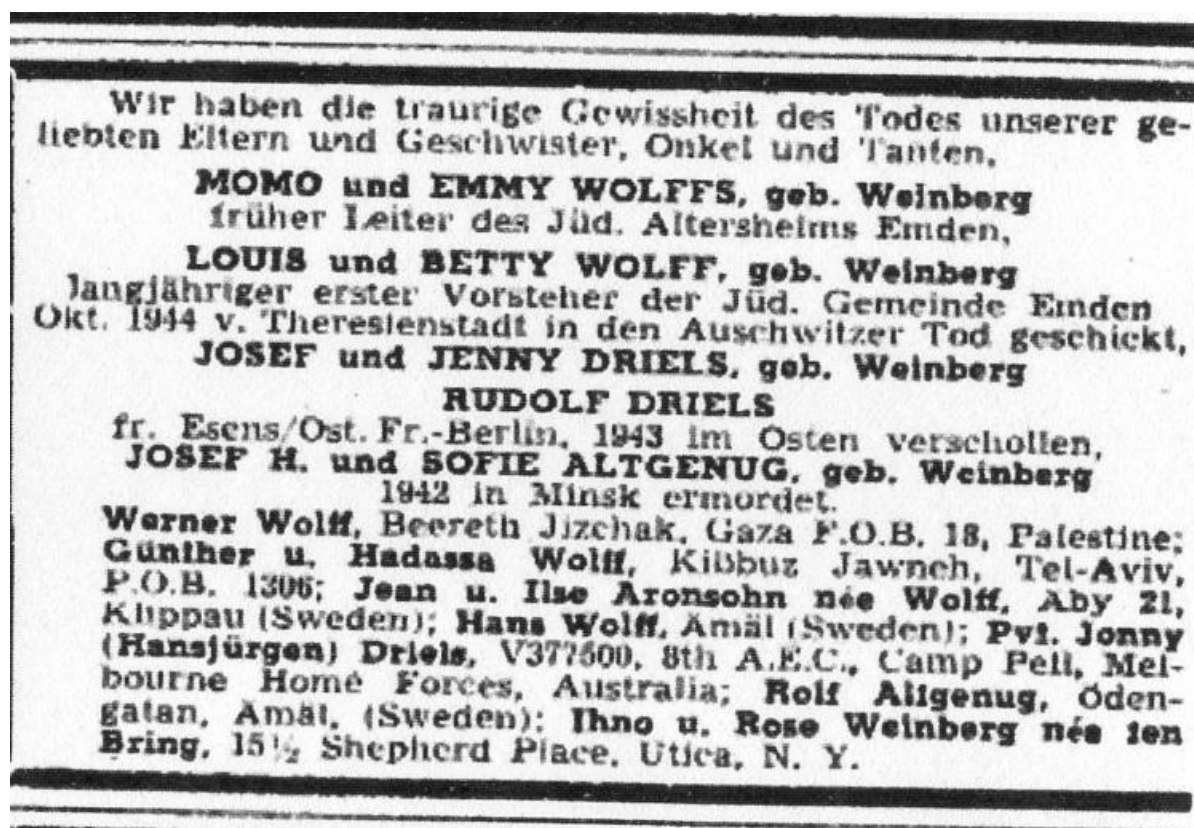 Wir haben die traurige Gewissheit des Todes unserer ge-
liebten Eltern und Geschwister, Onkel und Tanten,
MOMO und EMMY WOLFFS, geb. Weinberg
früher Leiter des Jüd. Altersheims Emden,
LOUIS und BETTY WOLFF, geb. Weinberg
langjähriger erster Vorsteher der Jüd. Gemeinde Emden
Okt. 1944 v. Theresienstadt in den Auschwitzer Tod geschickt,
JOSEF und JENNY DRIELS, geb. Weinberg
RUDOLF DRIELS
fr. Esens/Ost. Fr.-Berlin, 1943 im Osten verschollen,
JOSEF H. und SOFIE ALTGENUG, geb. Weinberg
1942 in Minsk ermordet.
Werner Wolff, Beereth Jizchak, Gaza P.O.B. 18, Palestine;
Günther u. Hadassa Wolff, Kibbuz Jawneh, Tel-Aviv,
P.O.B. 1306; Jean u. Ilse Aronsohn née Wolff, Aby 21,
Klippau (Sweden); Hans Wolff, Åmål (Sweden); Pvt. Jonny
(Hansjürgen) Driels, V377600, 8th A.E.C., Camp Pell, Mel-
bourne Home Forces, Australia; Rolf Altgenug, Öden-
gatan, Åmål, (Sweden); Ihno u. Rose Weinberg née ten
Bring, 15½ Shepherd Place, Utica, N. Y.